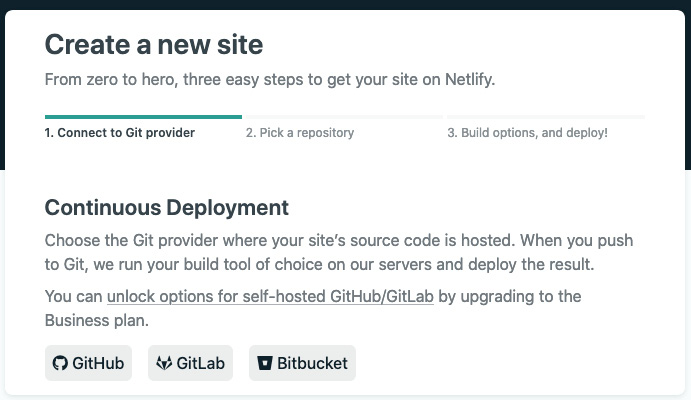 Create a new site
From zero to hero, three easy steps to get your site on Netlify.
1. Connect to Git provider
2. Pick a repository
3. Build options, and deploy!
Continuous Deployment
Choose the Git provider where your site’s source code is hosted. When you push
to Git, we run your build tool of choice on our servers and deploy the result.
You can unlock options for self-hosted GitHub/GitLab by upgrading to the
Business plan.
GitHub
GitLab
Bitbucket